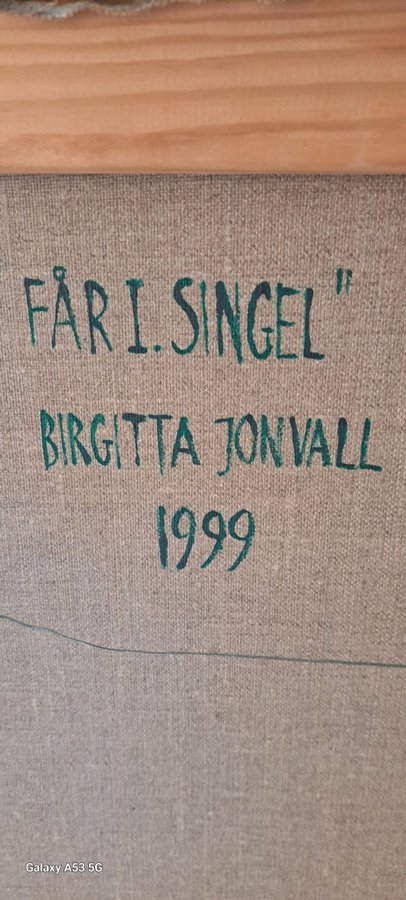 FÅR I. SINGEL"
BIRGITTA JONVALL
1999
Galaxy A53 5G